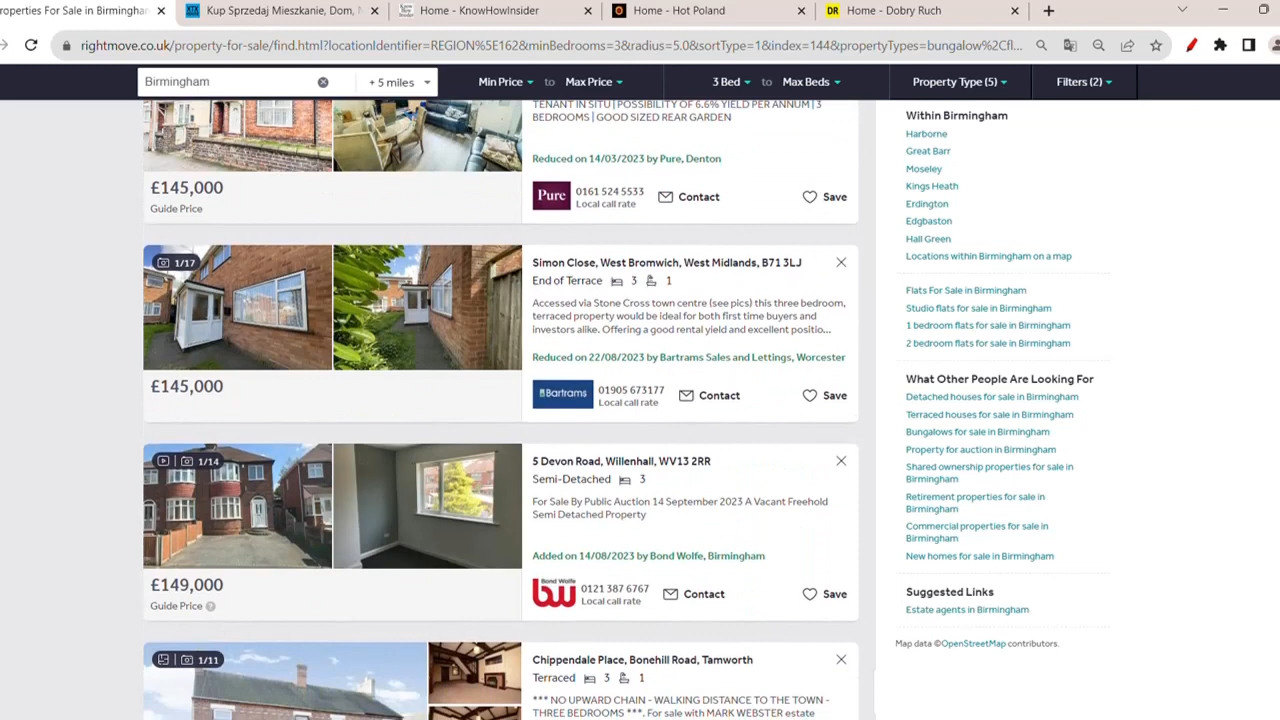 roperties For Sale in Birmingham
Kup Sprzedaj Mieszkanie, Dom, M
Home - KnowHowInsider
Home - Hot Poland
DR Home - Dobry Ruch
rightmove.co.uk/property-for-sale/find.html?locationIdentifier=REGION%5E162&minBedrooms=3&radius=5.0&sortType=1&index=144&propertyTypes=bungalow%2Cfl...
Birmingham
+ 5 miles
Min Price to Max Price
3 Bed to Max Beds
Property Type (5)
Filters (2)
TENANT IN SITU | POSSIBILITY OF 6.6% YIELD PER ANNUM | 3
BEDROOMS | GOOD SIZED REAR GARDEN
Reduced on 14/03/2023 by Pure, Denton
£145,000
Guide Price
Pure
0161 524 5533
Local call rate
Contact
Save
1/17
Simon Close, West Bromwich, West Midlands, B71 3LJ
End of Terrace 3 1
Accessed via Stone Cross town centre (see pics) this three bedroom,
terraced property would be ideal for both first time buyers and
investors alike. Offering a good rental yield and excellent positio...
Reduced on 22/08/2023 by Bartrams Sales and Lettings, Worcester
£145,000
Bartrams
01905 673177
Local call rate
Contact
Save
1/14
5 Devon Road, Willenhall, WV13 2RR
Semi-Detached 3
For Sale By Public Auction 14 September 2023 A Vacant Freehold
Semi Detached Property
Added on 14/08/2023 by Bond Wolfe, Birmingham
£149,000
Guide Price
Bond Wolfe
bw
0121 387 6767
Local call rate
Contact
Save
1/11
Chippendale Place, Bonehill Road, Tamworth
Terraced 3 1
*** NO UPWARD CHAIN - WALKING DISTANCE TO THE TOWN -
THREE BEDROOMS ***. For sale with MARK WEBSTER estate
Within Birmingham
Harborne
Great Barr
Moseley
Kings Heath
Erdington
Edgbaston
Hall Green
Locations within Birmingham on a map
Flats For Sale in Birmingham
Studio flats for sale in Birmingham
1 bedroom flats for sale in Birmingham
2 bedroom flats for sale in Birmingham
What Other People Are Looking For
Detached houses for sale in Birmingham
Terraced houses for sale in Birmingham
Bungalows for sale in Birmingham
Property for auction in Birmingham
Shared ownership properties for sale in
Birmingham
Retirement properties for sale in
Birmingham
Commercial properties for sale in
Birmingham
New homes for sale in Birmingham
Suggested Links
Estate agents in Birmingham
Map data ©OpenStreetMap contributors.